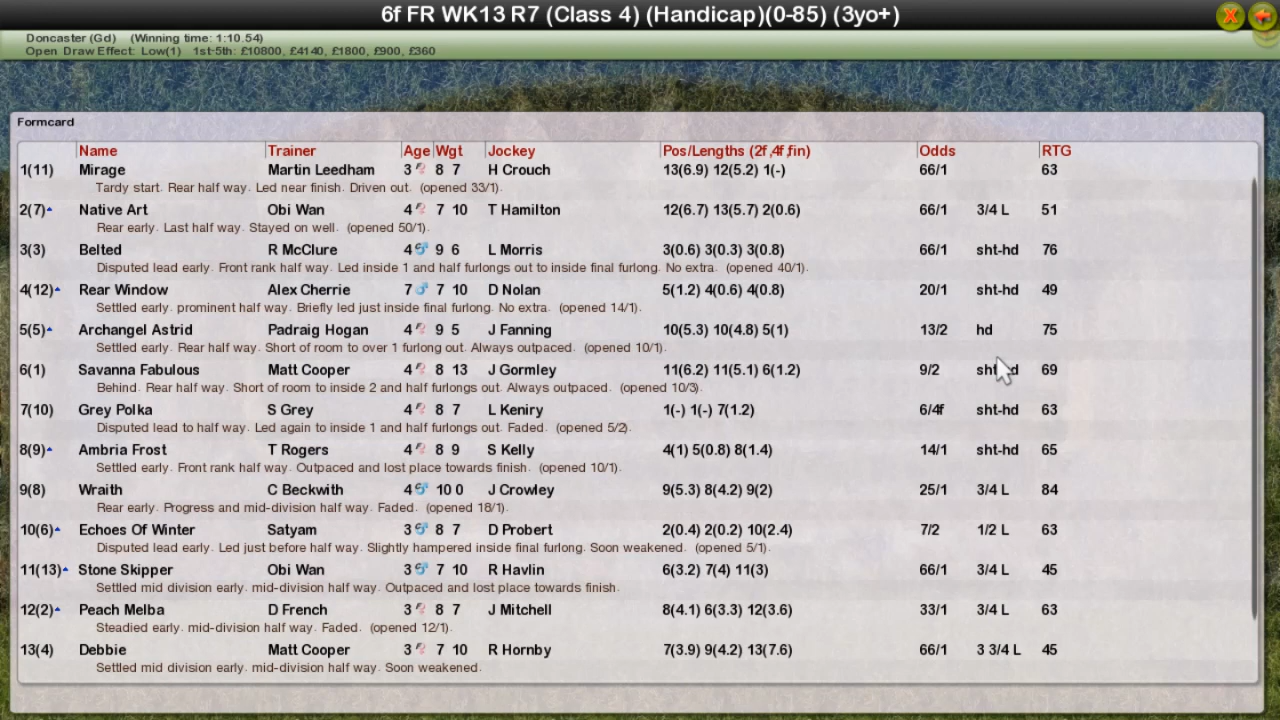 6f FR WK13 R7 (Class 4) (Handicap)(0-85) (3yo+)
Doncaster (Gd) (Winning time: 1:10.54)
Open. Draw Effect: Low(1) 1st-5th: £10800, £4140, £1800, £900, £360
Formcard
Name Trainer Age Wgt Jockey Pos/Lengths (2f,4f,fin) Odds RTG
1(11) Mirage Martin Leedham 3 8 7 H Crouch 13(6.9) 12(5.2) 1(-) 66/1 63
Tardy start. Rear half way. Led near finish. Driven out. (opened 33/1).
2(7) Native Art Obi Wan 4 7 10 T Hamilton 12(6.7) 13(5.7) 2(0.6) 66/1 3/4 L 51
Rear early. Last half way. Stayed on well. (opened 50/1).
3(3) Belted R McClure 4 9 6 L Morris 3(0.6) 3(0.3) 3(0.8) 66/1 sht-hd 76
Disputed lead early. Front rank half way. Led inside 1 and half furlongs out to inside final furlong. No extra. (opened 40/1).
4(12) Rear Window Alex Cherrie 7 7 10 D Nolan 5(1.2) 4(0.6) 4(0.8) 20/1 sht-hd 49
Settled early. prominent half way. Briefly led just inside final furlong. No extra. (opened 14/1).
5(5) Archangel Astrid Padraig Hogan 4 9 5 J Fanning 10(5.3) 10(4.8) 5(1) 13/2 hd 75
Settled early. Rear half way. Short of room to over 1 furlong out. Always outpaced. (opened 10/1).
6(1) Savanna Fabulous Matt Cooper 4 8 13 J Gormley 11(6.2) 11(5.1) 6(1.2) 9/2 69
Behind. Rear half way. Short of room to inside 2 and half furlongs out. Always outpaced. (opened 10/3).
7(10) Grey Polka S Grey 4 8 7 L Keniry 1(-) 1(-) 7(1.2) 6/4f sht-hd 63
Disputed lead to half way. Led again to inside 1 and half furlongs out. Faded. (opened 5/2).
8(9) Ambria Frost T Rogers 4 8 9 S Kelly 4(1) 5(0.8) 8(1.4) 14/1 sht-hd 65
Settled early. Front rank half way. Outpaced and lost place towards finish. (opened 10/1).
9(8) Wraith C Beckwith 4 10 0 J Crowley 9(5.3) 8(4.2) 9(2) 25/1 3/4 L 84
Rear early. Progress and mid-division half way. Faded. (opened 18/1).
10(6) Echoes Of Winter Satyam 3 8 7 D Probert 2(0.4) 2(0.2) 10(2.4) 7/2 1/2 L 63
Disputed lead early. Led just before half way. Slightly hampered inside final furlong. Soon weakened. (opened 5/1).
11(13) Stone Skipper Obi Wan 3 7 10 R Havlin 6(3.2) 7(4) 11(3) 66/1 3/4 L 45
Settled mid division early. mid-division half way. Outpaced and lost place towards finish.
12(2) Peach Melba D French 3 8 7 J Mitchell 8(4.1) 6(3.3) 12(3.6) 33/1 3/4 L 63
Steadied early. mid-division half way. Faded. (opened 12/1).
13(4) Debbie Matt Cooper 3 7 10 R Hornby 7(3.9) 9(4.2) 13(7.6) 66/1 3 3/4 L 45
Settled mid division early. mid-division half way. Soon weakened.